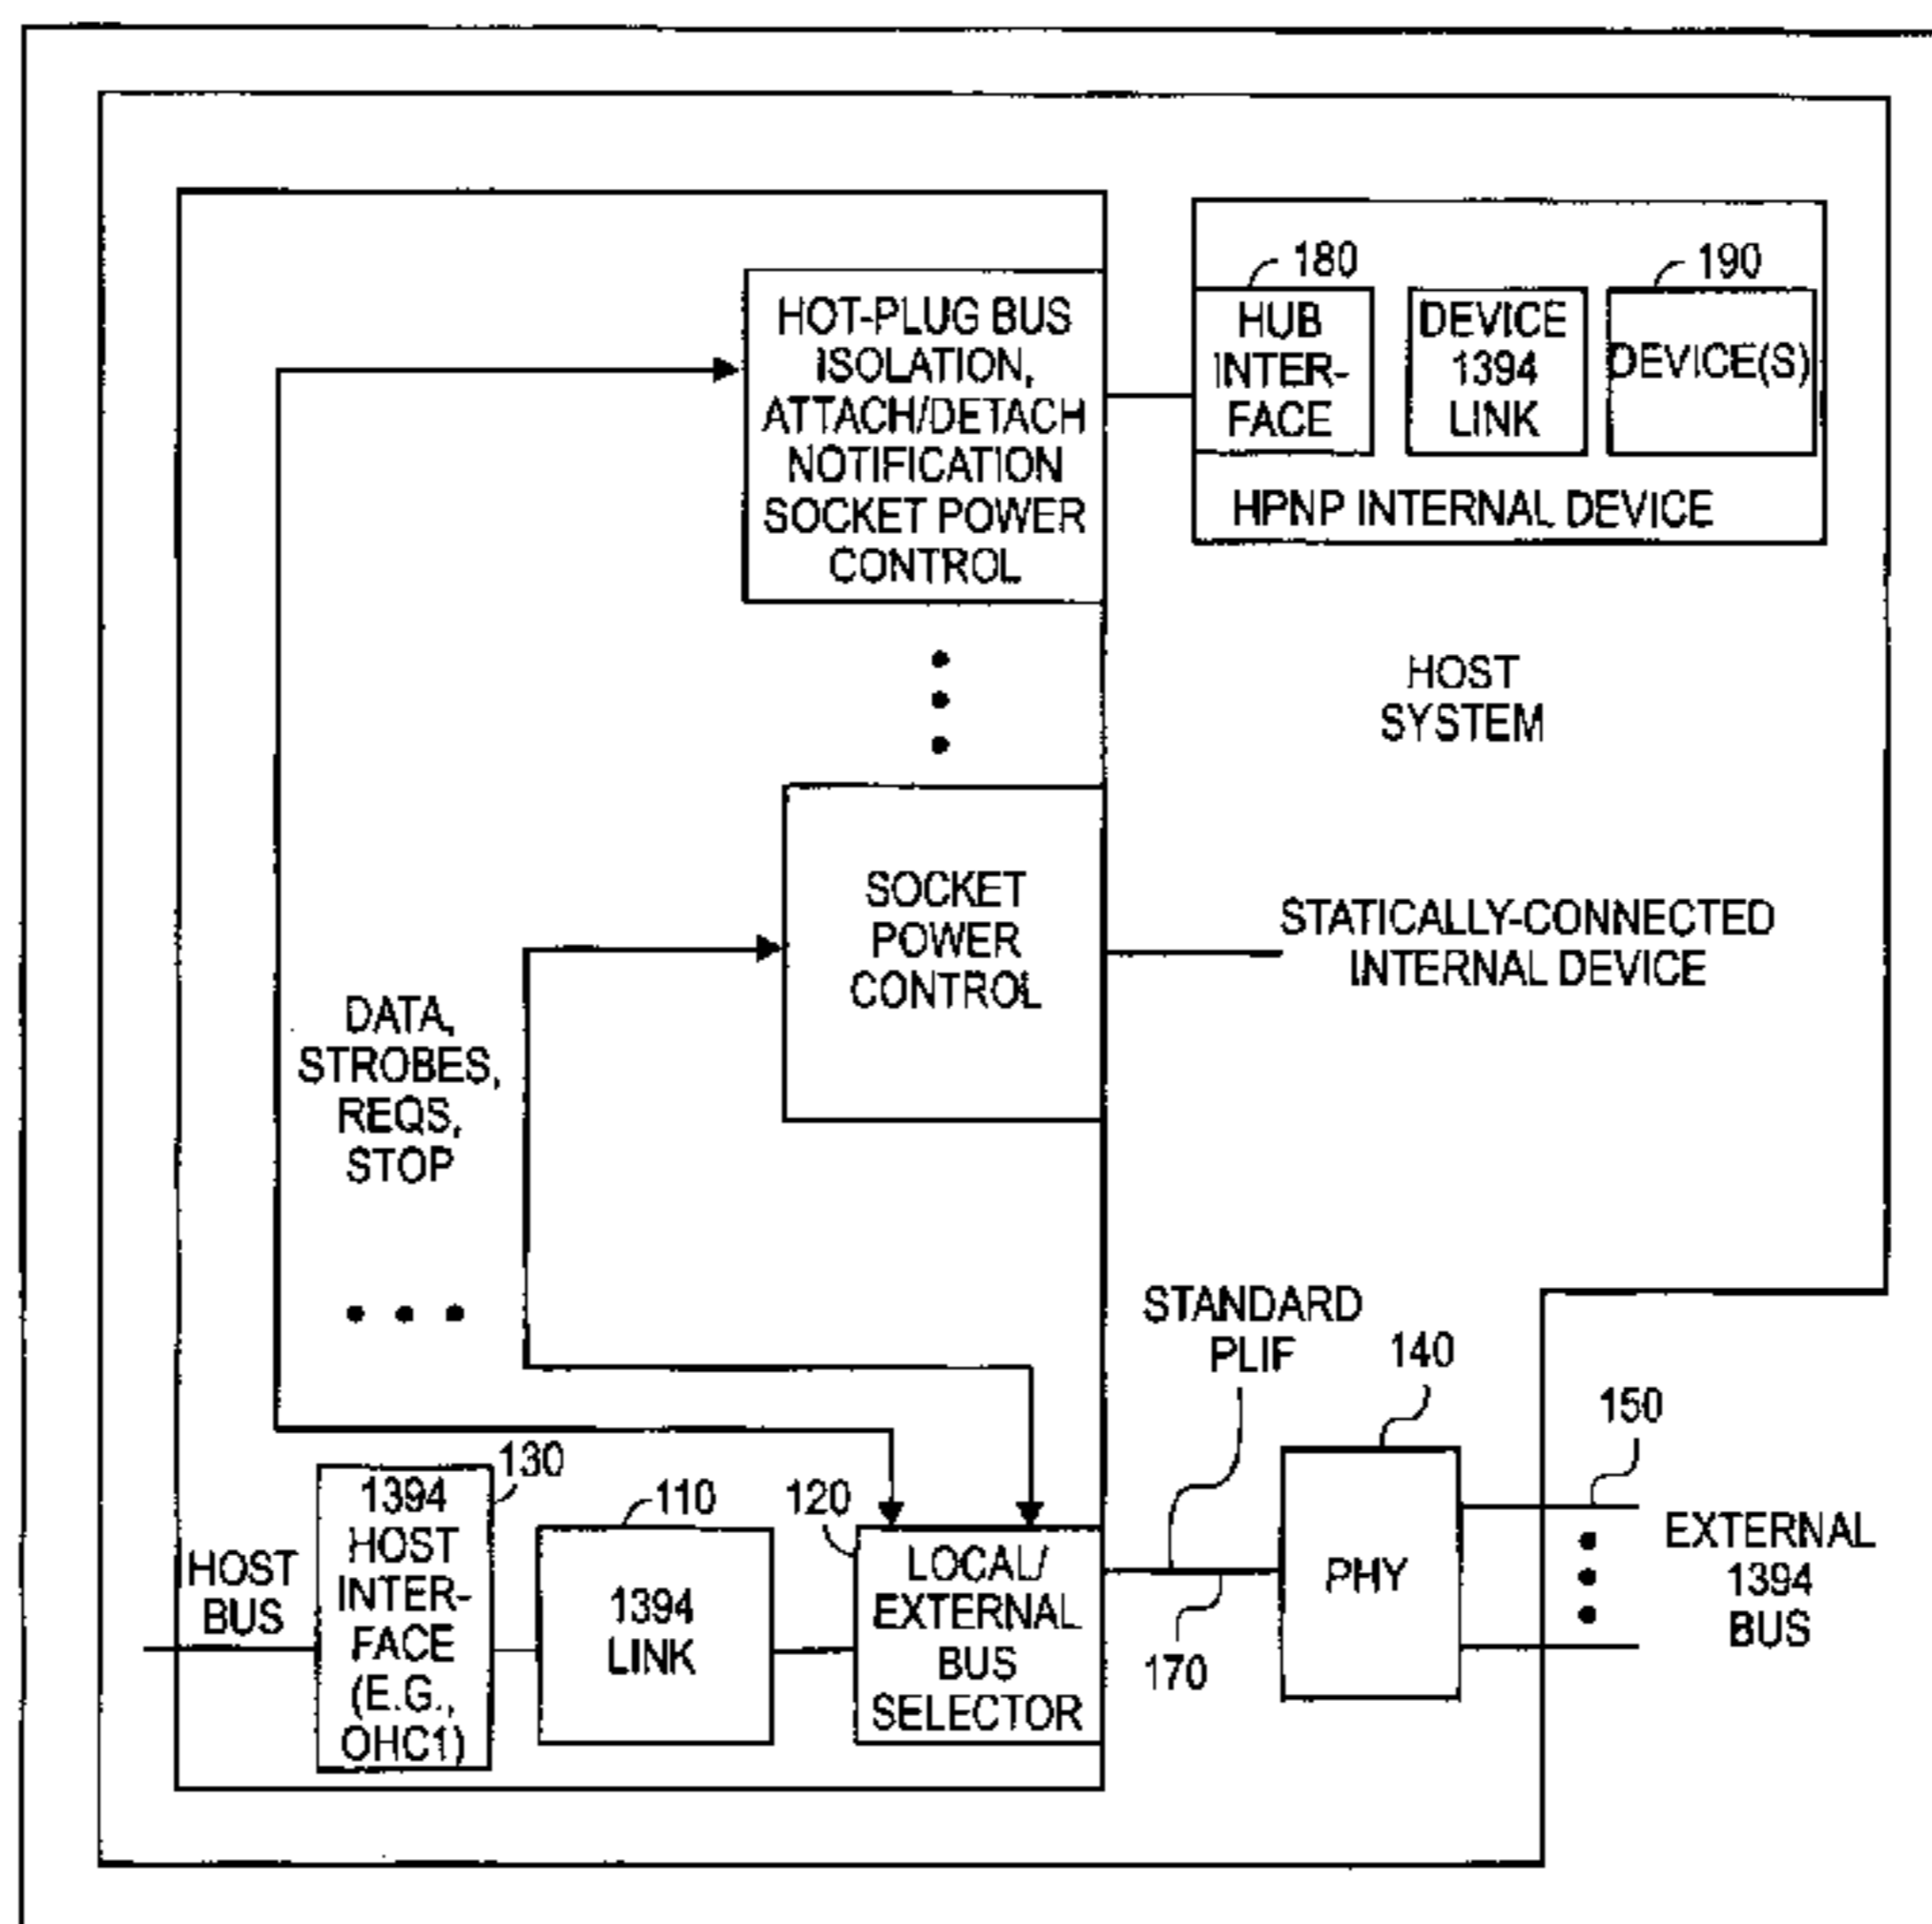 180
190
HOT-PLUG BUS
ISOLATION,
ATTACH/DETACH
NOTIFICATION
SOCKET POWER
CONTROL
HUB
INTER-
FACE
DEVICE
1394
LINK
DEVICE(S)
HPNP INTERNAL DEVICE
HOST
SYSTEM
SOCKET
POWER
CONTROL
STATICALLY-CONNECTED
INTERNAL DEVICE
DATA,
STROBES,
REQS,
STOP
STANDARD
PLIF
140
150
130
110
120
HOST
BUS
1394
HOST
INTER-
FACE
(E.G.,
OHC1)
1394
LINK
LOCAL/
EXTERNAL
BUS
SELECTOR
170
PHY
EXTERNAL
1394
BUS